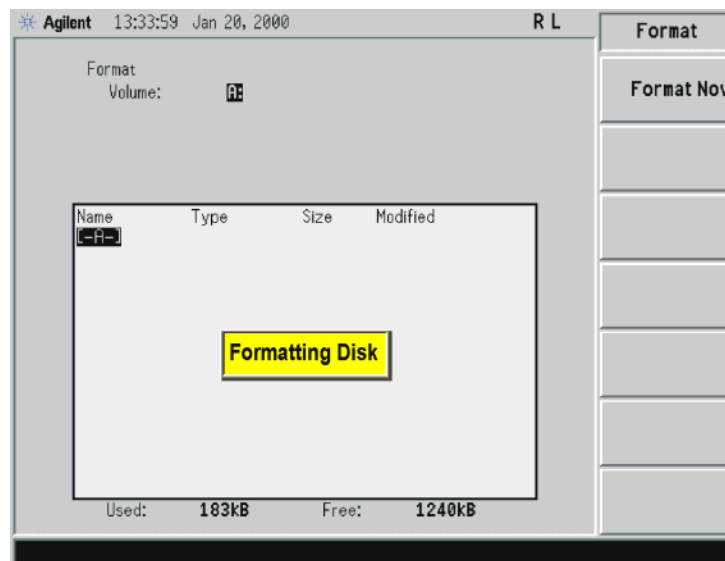 Agilent 13:33:59 Jan 20, 2000 R L
Format
Format Now
Format
Volume: A:
Name Type Size Modified
[-A-]
Formatting Disk
Used: 183kB Free: 1240kB